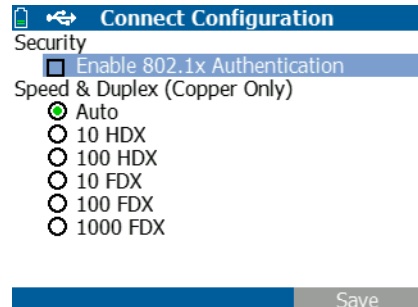 Connect Configuration
Security
Enable 802.1x Authentication
Speed & Duplex (Copper Only)
Auto
10 HDX
100 HDX
10 FDX
100 FDX
1000 FDX
Save